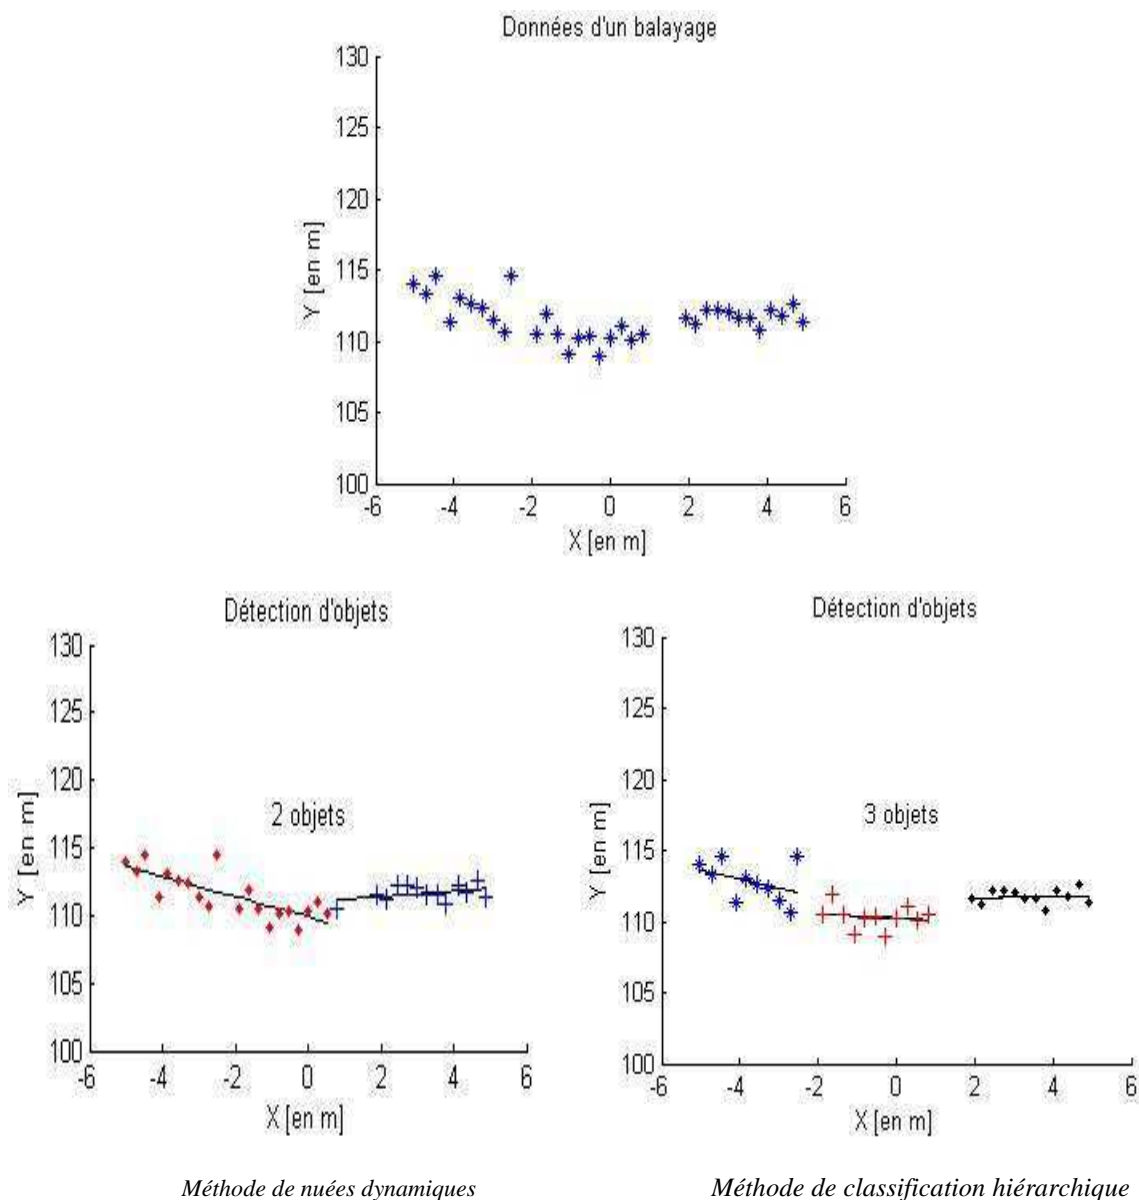 Données d'un balayage
130
125
120
115
110
105
100
Y [en m]
-6 -4 -2 0 2 4 6
X [en m]
Détection d'objets
130
125
120
115
110
105
100
Y [en m]
2 objets
-6 -4 -2 0 2 4 6
X [en m]
Méthode de nuées dynamiques
Détection d'objets
130
125
120
115
110
105
100
Y [en m]
3 objets
-6 -4 -2 0 2 4 6
X [en m]
Méthode de classification hiérarchique